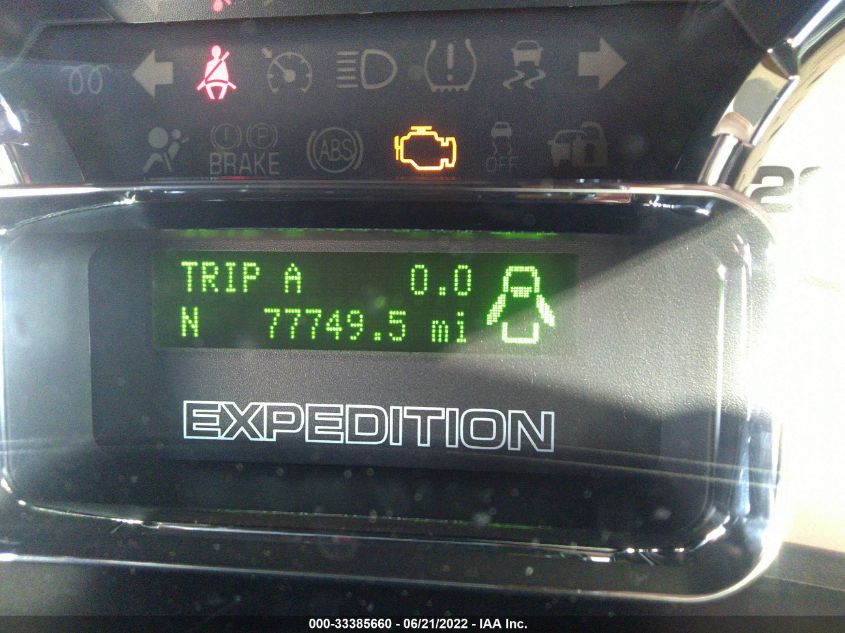 BRAKE
ABS
OFF
TRIP A 0.0
N 77749.5 mi
EXPEDITION
000-33385660 - 06/21/2022 - IAA Inc.